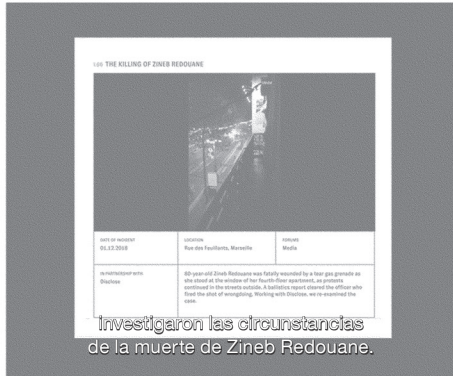 THE KILLING OF ZINEB REDOUANE
DATE OF INCIDENT
01.12.2018
LOCATION
Rue des Feuillants, Marseille
FORUMS
Media
IN PARTNERSHIP WITH
Disclose
80-year-old Zineb Redouane was fatally wounded by a tear gas grenade as
she stood at the window of her fourth-floor apartment, as protests
continued in the streets outside. A ballistics report cleared the officer who
fired the shot of wrongdoing. Working with Disclose, we re-examined the
case.
investigaron las circunstancias
de la muerte de Zineb Redouane.